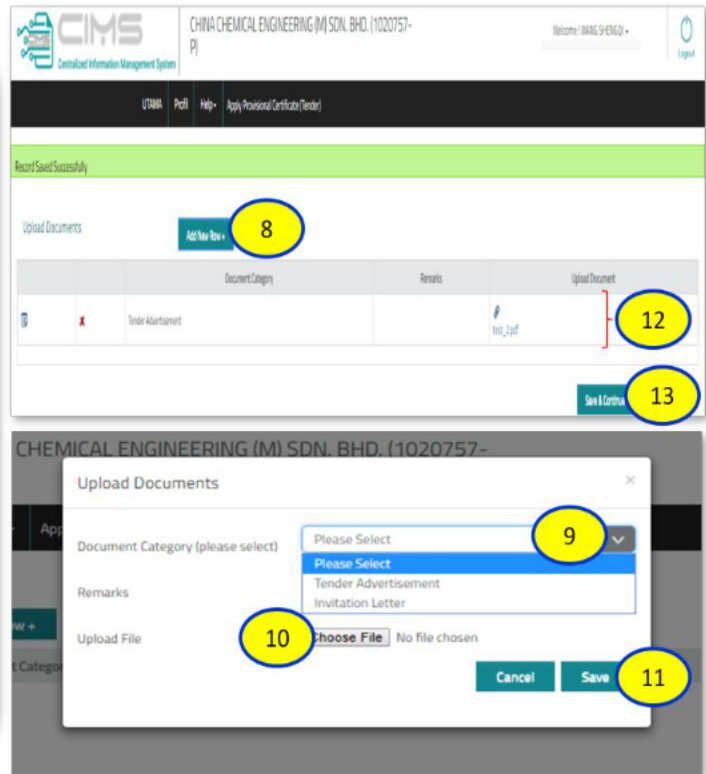 CIMS
Centralized Information Management System
CHINA CHEMICAL ENGINEERING (M) SDN. BHD. (1020757-
P)
Welcome ! WANG SHENGQI
Logout
UTAMA Profil Help Apply Provisional Certificate (Tender)
Record Saved Successfully
Upload Documents
Add New Row +
8
Document Category Remarks Upload Document
x Tender Advertisement
test_2.pdf
12
Save & Continue
13
CHEMICAL ENGINEERING (M) SDN. BHD. (1020757-
Upload Documents ×
App
Document Category (please select)
Please Select
9
Please Select
Tender Advertisement
Invitation Letter
Remarks
ow +
Upload File
10
Choose File No file chosen
t Categor
Cancel Save
11